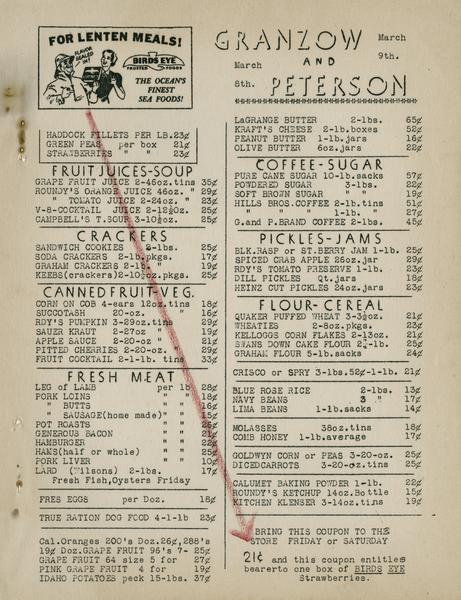 FOR LENTEN MEALS!
FLAVOR SEALED IN!
BIRDS EYE
FROSTED FOODS
THE OCEAN'S
FINEST
SEA FOODS!
GRANZOW
March
9th.
AND
March
8th.
PETERSON
HADDOCK FILLETS PER LB. 23¢
GREEN PEAS per box 21¢
STRAWBERRIES " " 23¢
FRUIT JUICES-SOUP
GRAPE FRUIT JUICE 2-46oz.tins 35¢
ROUNDY'S ORANGE JUICE 46oz. " 29¢
" TOMATO JUICE 2-24oz. " 23¢
V-8-COCKTAIL JUICE 2-12½oz. 25¢
CAMPBELL'S T.SOUP 3-10½oz. 25¢
CRACKERS
SANDWICH COOKIES 2-lbs. 25¢
SODA CRACKERS 2-lb.pkgs. 17¢
GRAHAM CRACKERS 2-lb. " 19¢
KEEBS(crackers)2-10½oz.pkgs. 25¢
CANNED FRUIT-VEG.
CORN ON COB 4-ears 12oz.tins 18¢
SUCCOTASH 20-oz. " 16¢
RDY'S PUMPKIN 3-29oz.tins 29¢
SAUER KRAUT 2-27oz " 19¢
APPLE SAUCE 2-20oz " 21¢
PITTED CHERRIES 2-20oz. " 29¢
FRUIT COCKTAIL 2-1-lb. tins 33¢
FRESH MEAT
LEG of LAMB per lb 28¢
PORK LOINS " " 18¢
" BUTTS " " 16¢
" SAUSAGE(home made)" " 25¢
POT ROASTS " " 26¢
GENEROUS BACON " " 21¢
HAMBURGER " " 22¢
HAMS(half or whole) " " 25¢
PORK LIVER " " 10¢
LARD (Wilsons) 2-lbs. 17¢
Fresh Fish,Oysters Friday
FRES EGGS per Doz. 18¢
TRUE RATION DOG FOOD 4-1-lb 23¢
Cal.Oranges 200's Doz.26¢,288's
19¢ Doz.GRAPE FRUIT 96's 7- 25¢
GRAPE FRUIT 64 size 5 for 27¢
PINK GRAPE FRUIT 4 for 19¢
IDAHO POTATOES peck 15-lbs. 37¢
LaGRANGE BUTTER 2-lbs. 65¢
KRAFT'S CHEESE 2-lb.boxes 52¢
PEANUT BUTTER 1-lb.jars 16¢
OLIVE BUTTER 6oz.jars 22¢
COFFEE-SUGAR
PURE CANE SUGAR 10-lb.sacks 57¢
POWDERED SUGAR 3-lbs. 22¢
SOFT BROWN SUGAR " " 19¢
HILLS BROS.COFFEE 2-lb.tins 51¢
" " " 1-lb. " 27¢
G.and P.BRAND COFFEE 2-lbs. 45¢
PICKLES-JAMS
BLK.RASP or ST.BERRY JAN 1-lb. 25¢
SPICED CRAB APPLE 26oz.jar 29¢
RDY'S TOMATO PRESERVE 1-lb. 23¢
DILL PICKLES Qt.jars 18¢
HEINZ CUT PICKLES 24oz.jars 23¢
FLOUR-CEREAL
QUAKER PUFFED WHEAT 3-3½oz. 21¢
WHEATIES 2-8oz.pkgs. 23¢
KELLOGGS CORN FLAKES 2-13oz. 21¢
SWANS DOWN CAKE FLOUR 2¾-lb. 25¢
GRAHAM FLOUR 5-lb.sacks 24¢
CRISCO or SPRY 3-lbs.52¢-1-lb. 21¢
BLUE ROSE RICE 2-lbs. 13¢
NAVY BEANS 3 " 17¢
LIMA BEANS 1-lb.sacks 14¢
MOLASSES 38oz.tins 18¢
COMB HONEY 1-lb.average 17¢
GOLDWYN CORN or PEAS 3-20-oz. 25¢
DICEDCARROTS 3-20-oz.tins 25¢
CALUMET BAKING POWDER 1-lb. 22¢
ROUNDY'S KETCHUP 14oz.Bottle 15¢
KITCHEN KLENSER 3-14oz.tins 19¢
BRING THIS COUPON TO THE
STORE FRIDAY or SATURDAY
21¢ and this coupon entitles
bearerto one box of BIRDS EYE
Strawberries.